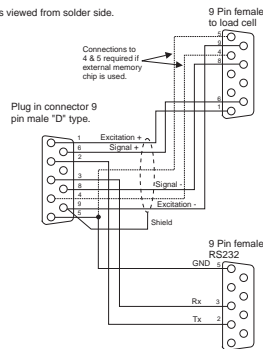 s viewed from solder side.
9 Pin female
to load cell
5
9
4
8
6
1
Connections to
4 & 5 required if
external memory
chip is used.
Plug in connector 9
pin male "D" type.
1 Excitation +
6 Signal +
2
3
8 Signal -
4
9 Excitation -
5
Shield
9 Pin female
RS232
GND 5
Rx 3
Tx 2